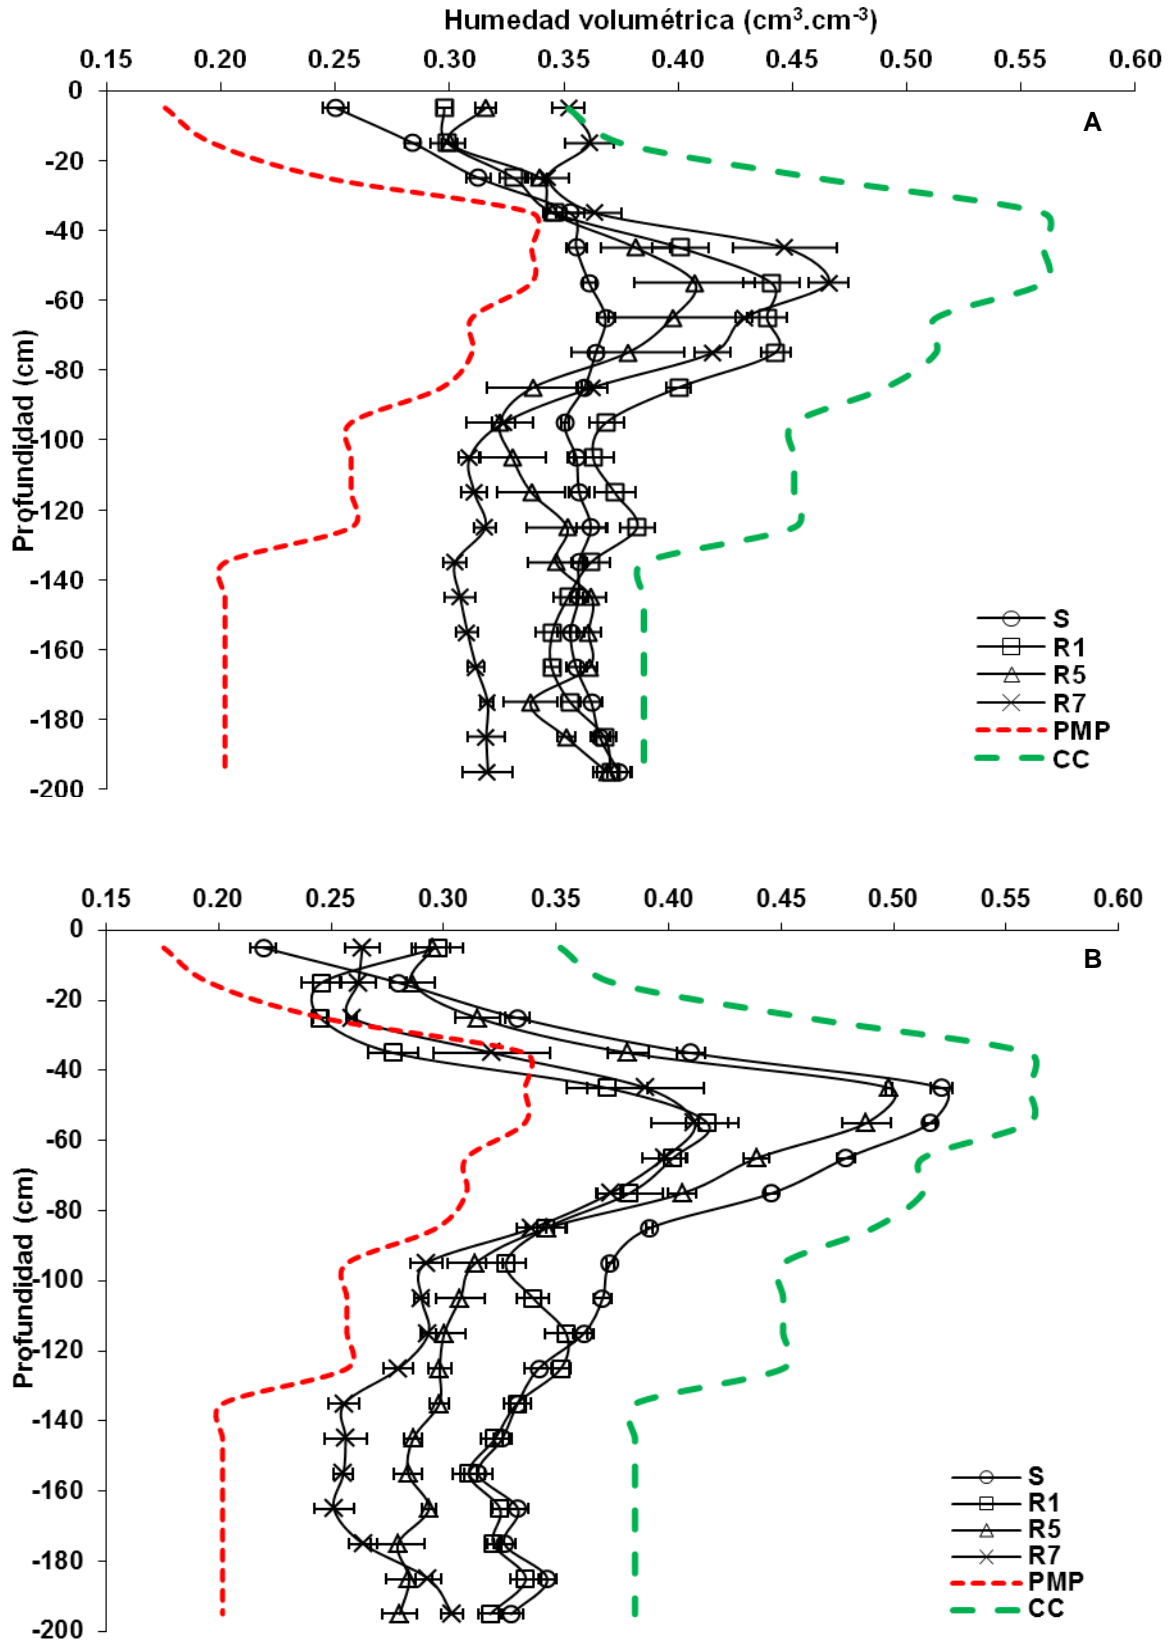 Humedad volumétrica (cm³.cm⁻³)
0.15 0.20 0.25 0.30 0.35 0.40 0.45 0.50 0.55 0.60
0
-20
-40
-60
-80
-100
-120
-140
-160
-180
-200
Profundidad (cm)
A
S
R1
R5
R7
PMP
CC
0.15 0.20 0.25 0.30 0.35 0.40 0.45 0.50 0.55 0.60
0
-20
-40
-60
-80
-100
-120
-140
-160
-180
-200
Profundidad (cm)
B
S
R1
R5
R7
PMP
CC